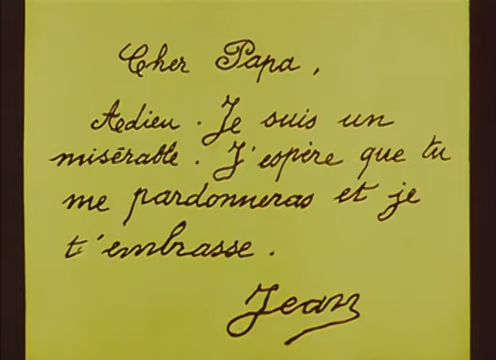 Cher Papa,
Adieu. Je suis un
misérable. J'espère que tu
me pardonneras et je
t'embrasse.
Jean